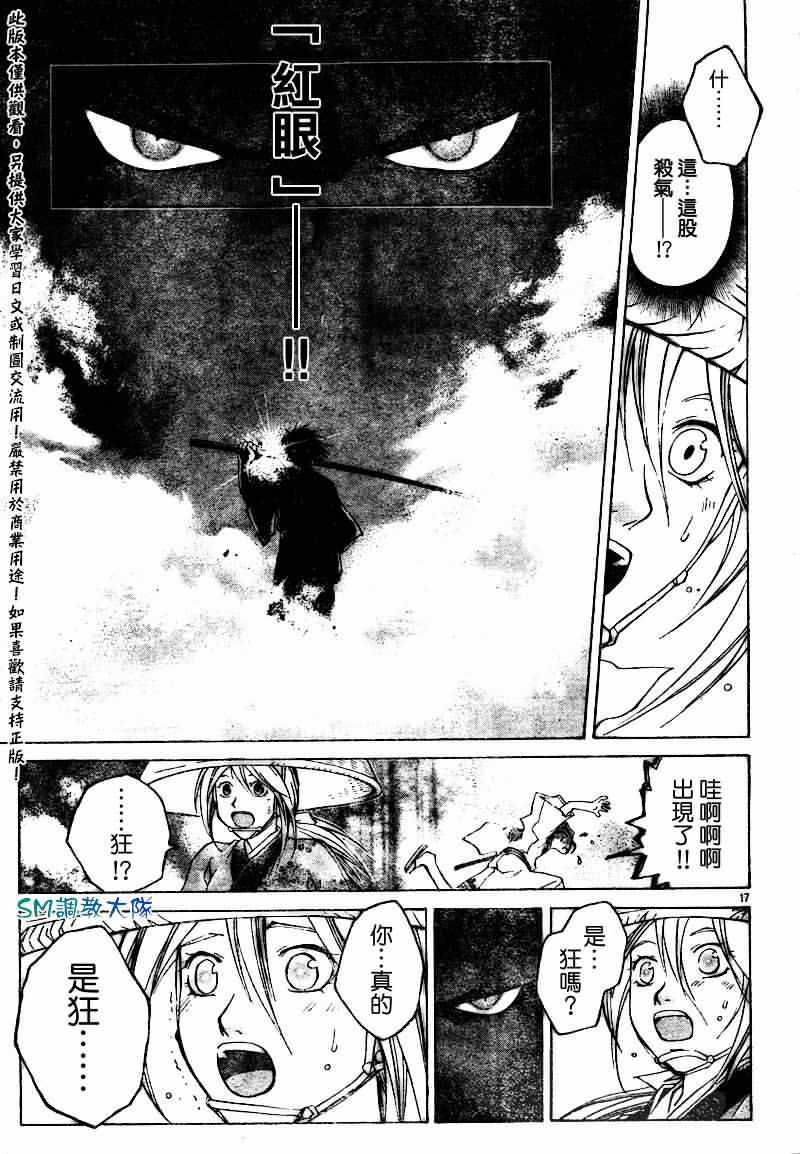 什……
這…這股
殺氣——!?
「紅眼」——!!
哇啊啊啊
出現了!!
……狂!?
17
是…
狂嗎？
你…真的
是狂……
SM調教大隊
此版本僅供觀看，另提供大家學習日文或制圖交流用！嚴禁用於商業用途！如果喜歡請支持正版！